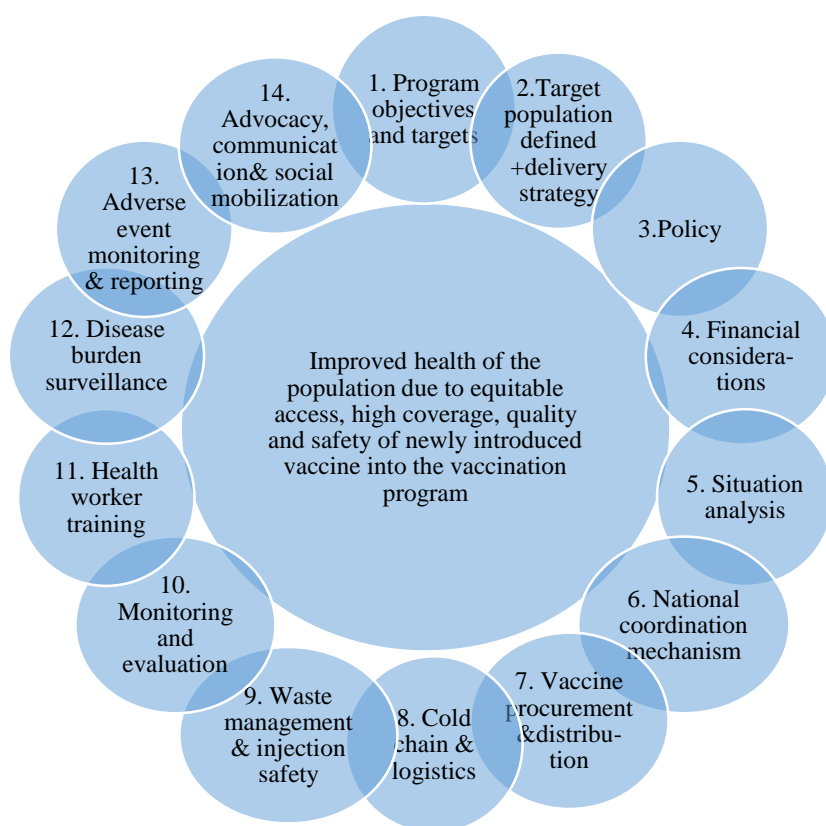 1. Program
objectives
and targets
2.Target
population
defined
+delivery
strategy
3.Policy
4. Financial
considera-
tions
5. Situation
analysis
6. National
coordination
mechanism
7. Vaccine
procurement
&distribu-
tion
8. Cold
chain &
logistics
9. Waste
management
& injection
safety
10.
Monitoring
and
evaluation
11. Health
worker
training
12. Disease
burden
surveillance
13.
Adverse
event
monitoring
& reporting
14.
Advocacy,
communicat
ion& social
mobilization
Improved health of the
population due to equitable
access, high coverage, quality
and safety of newly introduced
vaccine into the vaccination
program